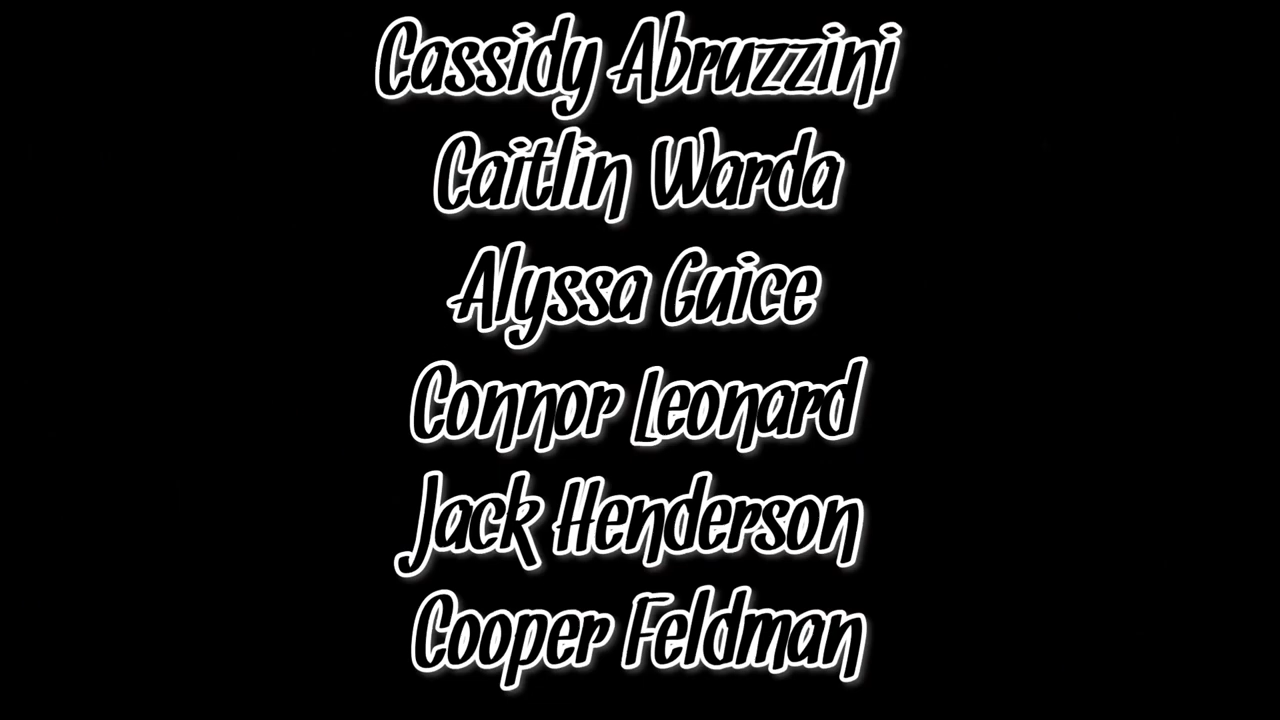 Cassidy Abruzzini
Caitlin Warda
Alyssa Guice
Connor Leonard
Jack Henderson
Cooper Feldman